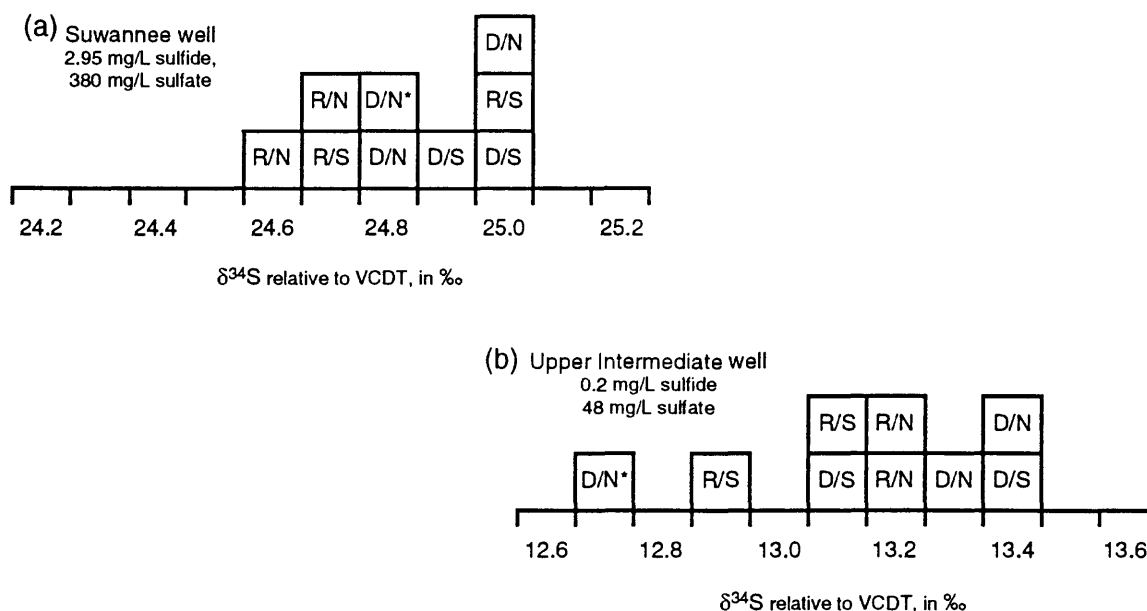 (a) Suwannee well
2.95 mg/L sulfide,
380 mg/L sulfate
D/N
R/N D/N* R/S
R/N R/S D/N D/S D/S
24.2 24.4 24.6 24.8 25.0 25.2
δ³⁴S relative to VCDT, in ‰
(b) Upper Intermediate well
0.2 mg/L sulfide
48 mg/L sulfate
R/S R/N D/N
D/N* R/S D/S R/N D/N D/S
12.6 12.8 13.0 13.2 13.4 13.6
δ³⁴S relative to VCDT, in ‰